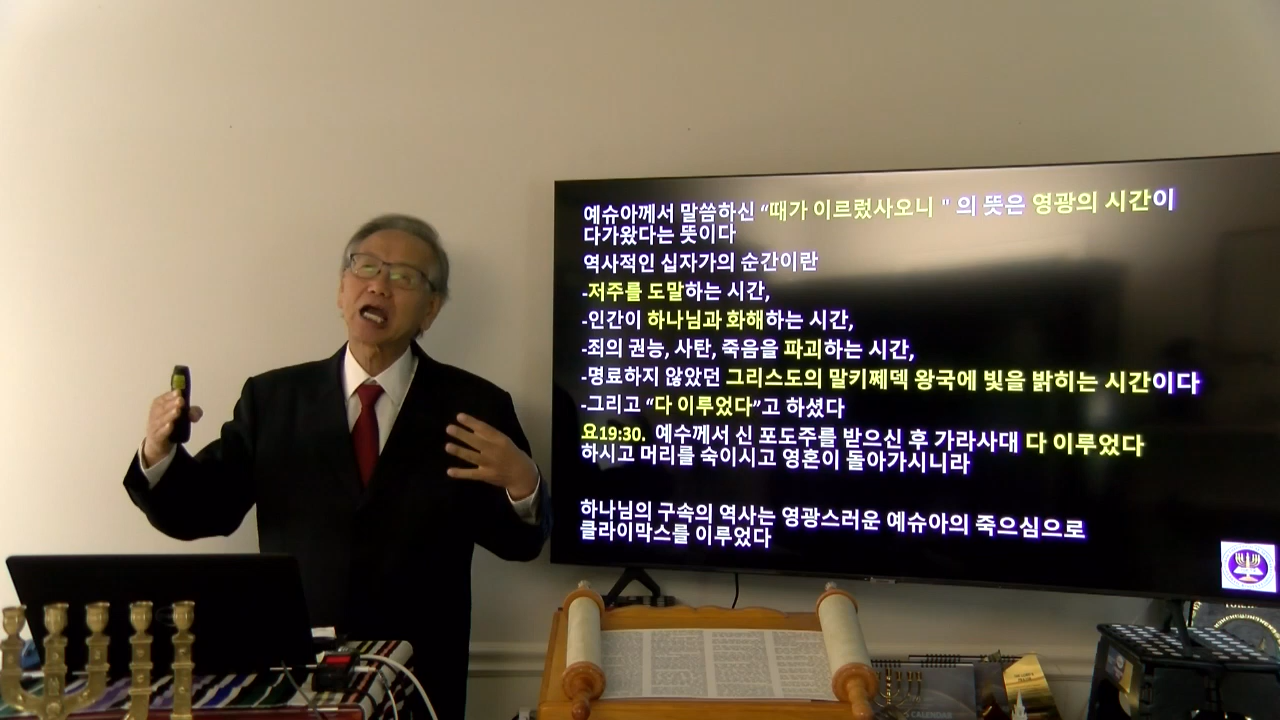 예슈아께서 말씀하신 “때가 이르렀사오니 " 의 뜻은 영광의 시간이
다가왔다는 뜻이다
역사적인 십자가의 순간이란
-저주를 도말하는 시간,
-인간이 하나님과 화해하는 시간,
-죄의 권능, 사탄, 죽음을 파괴하는 시간,
-명료하지 않았던 그리스도의 말키쩨덱 왕국에 빛을 밝히는 시간이다
-그리고 “다 이루었다”고 하셨다
요19:30. 예수께서 신 포도주를 받으신 후 가라사대 다 이루었다
하시고 머리를 숙이시고 영혼이 돌아가시니라
하나님의 구속의 역사는 영광스러운 예슈아의 죽으심으로
클라이막스를 이루었다
CALENDAR